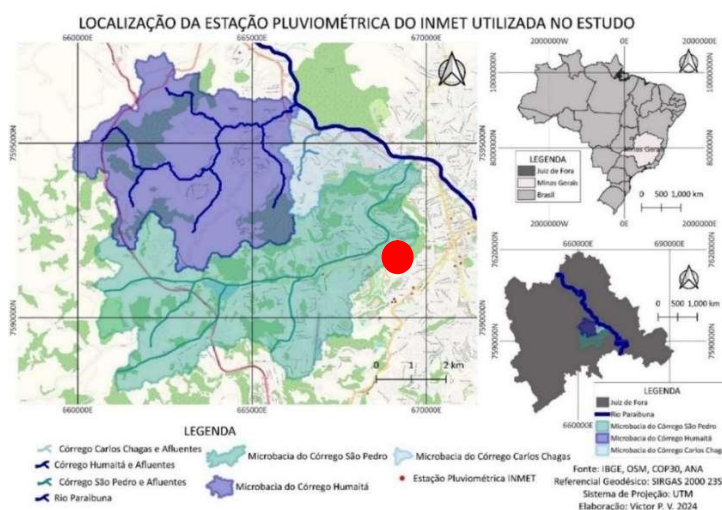 LOCALIZAÇÃO DA ESTAÇÃO PLUVIOMÉTRICA DO INMET UTILIZADA NO ESTUDO
660000E 665000E 670000E
7595000N
7590000N
0 1 2 km
660000E 665000E 670000E
2000000W 0E 2000000E
10000000N
8000000N
Minas Gerais
LEGENDA
Juiz de Fora
Minas Gerais
Brasil
0 500 1,000 km
2000000W 0E 2000000E
660000E 690000E
7620000N
7590000N
0 500 1,000 km
660000E
LEGENDA
Juiz de Fora
Rio Paraibuna
Microbacia do Córrego São Pedro
Microbacia do Córrego Humaitá
Microbacia do Córrego Carlos Chag
LEGENDA
Córrego Carlos Chagas e Afluentes
Córrego Humaitá e Afluentes
Córrego São Pedro e Afluentes
Rio Paraibuna
Microbacia do Córrego São Pedro
Microbacia do Córrego Humaitá
Microbacia do Córrego Carlos Chagas
Estação Pluviométrica INMET
Fonte: IBGE, OSM, COP30, ANA
Referencial Geodésico: SIRGAS 2000 23S
Sistema de Projeção: UTM
Elaboração: Victor P. V. 2024